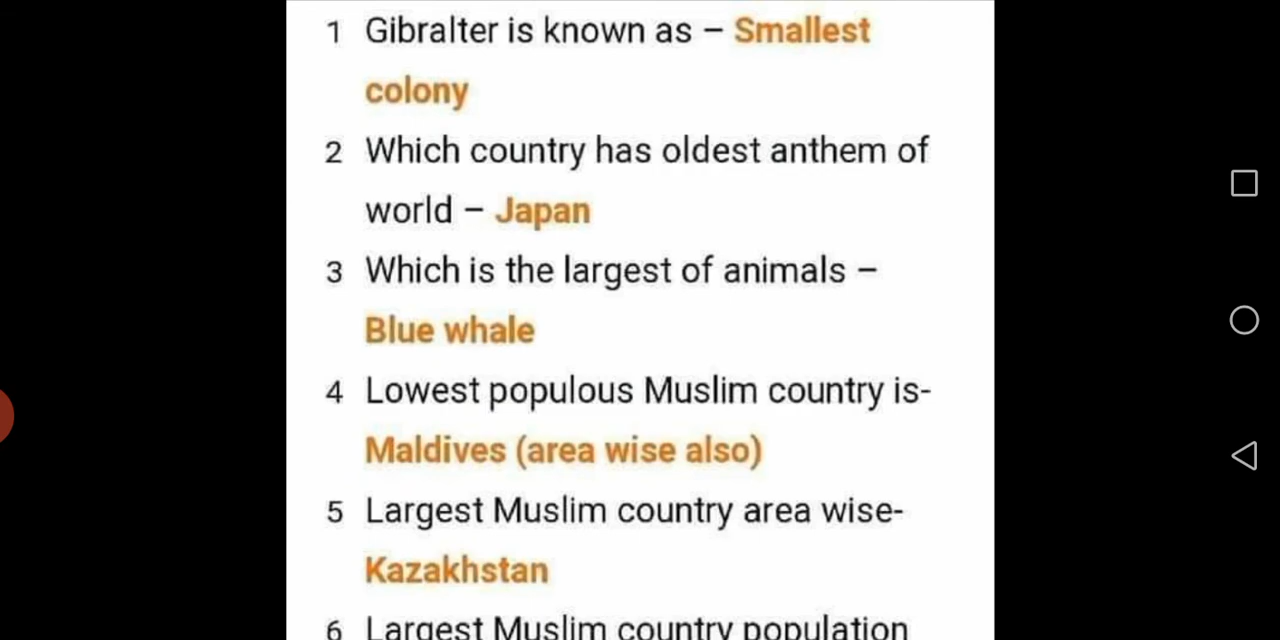 1 Gibralter is known as – Smallest
colony
2 Which country has oldest anthem of
world – Japan
3 Which is the largest of animals –
Blue whale
4 Lowest populous Muslim country is-
Maldives (area wise also)
5 Largest Muslim country area wise-
Kazakhstan
6 Largest Muslim country population